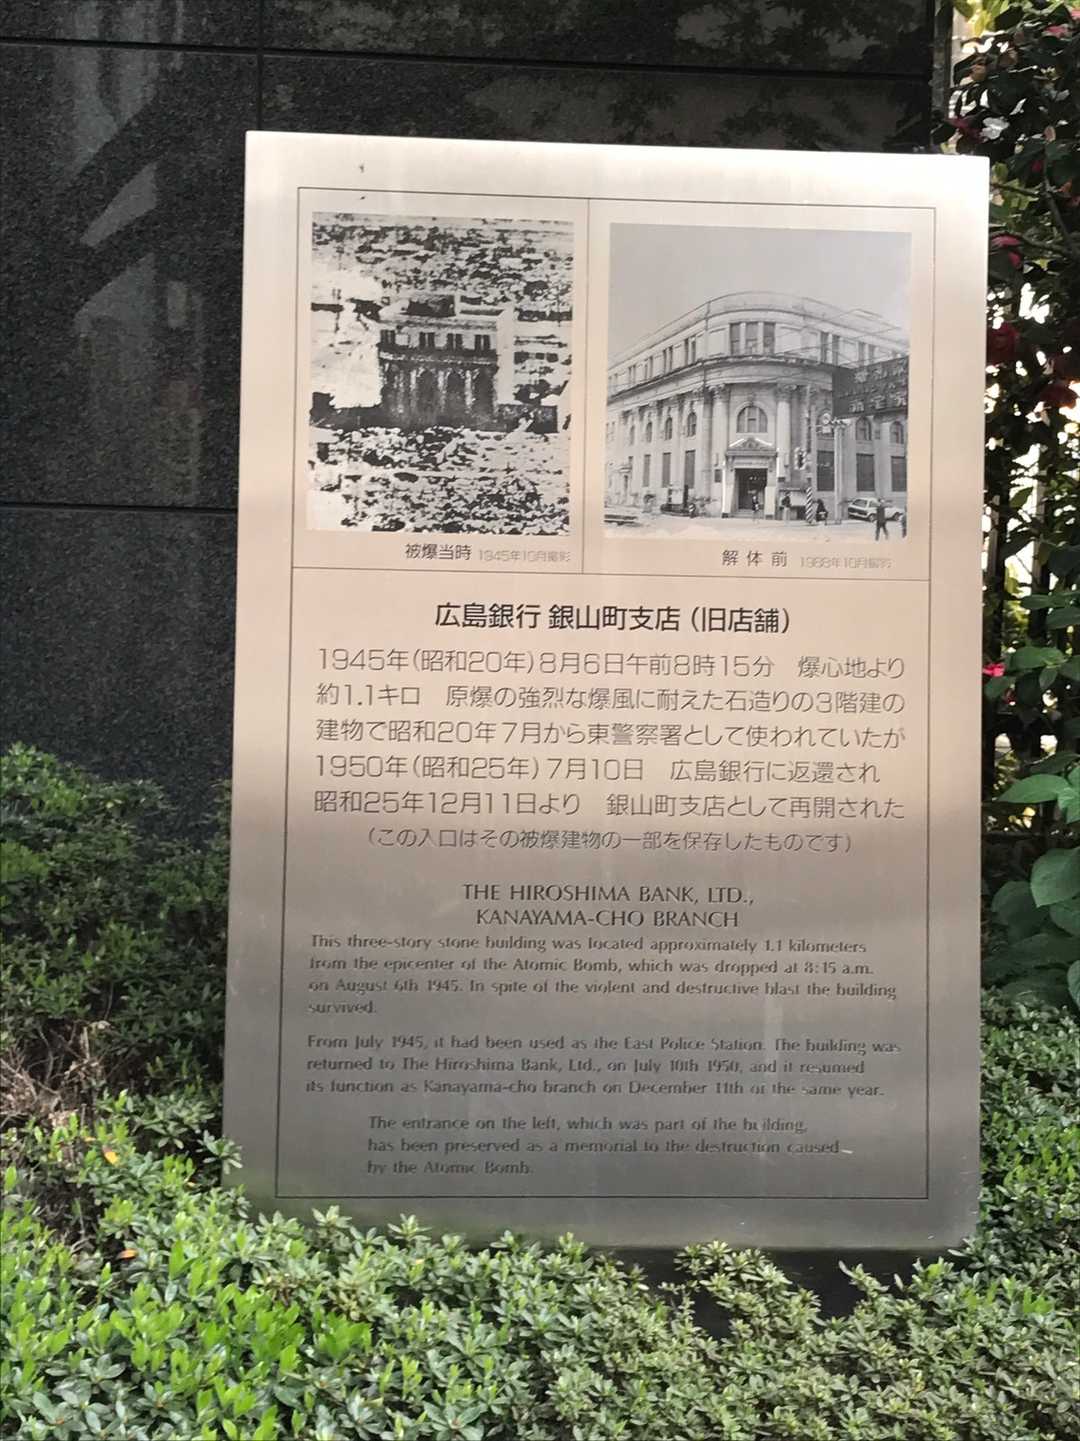 被爆当時 1945年10月撮影
解体前 1988年10月撮影
広島銀行 銀山町支店（旧店舗）
1945年（昭和20年）8月6日午前8時15分　爆心地より
約1.1キロ　原爆の強烈な爆風に耐えた石造りの3階建の
建物で昭和20年7月から東警察署として使われていたが
1950年（昭和25年）7月10日　広島銀行に返還され
昭和25年12月11日より　銀山町支店として再開された
（この入口はその被爆建物の一部を保存したものです）
THE HIROSHIMA BANK, LTD.,
KANAYAMA-CHO BRANCH
This three-story stone building was located approximately 1.1 kilometers
from the epicenter of the Atomic Bomb, which was dropped at 8:15 a.m.
on August 6th 1945. In spite of the violent and destructive blast the building
survived.
From July 1945, it had been used as the East Police Station. The building was
returned to The Hiroshima Bank, Ltd., on July 10th 1950, and it resumed
its function as Kanayama-cho branch on December 11th of the same year.
The entrance on the left, which was part of the building,
has been preserved as a memorial to the destruction caused
by the Atomic Bomb.